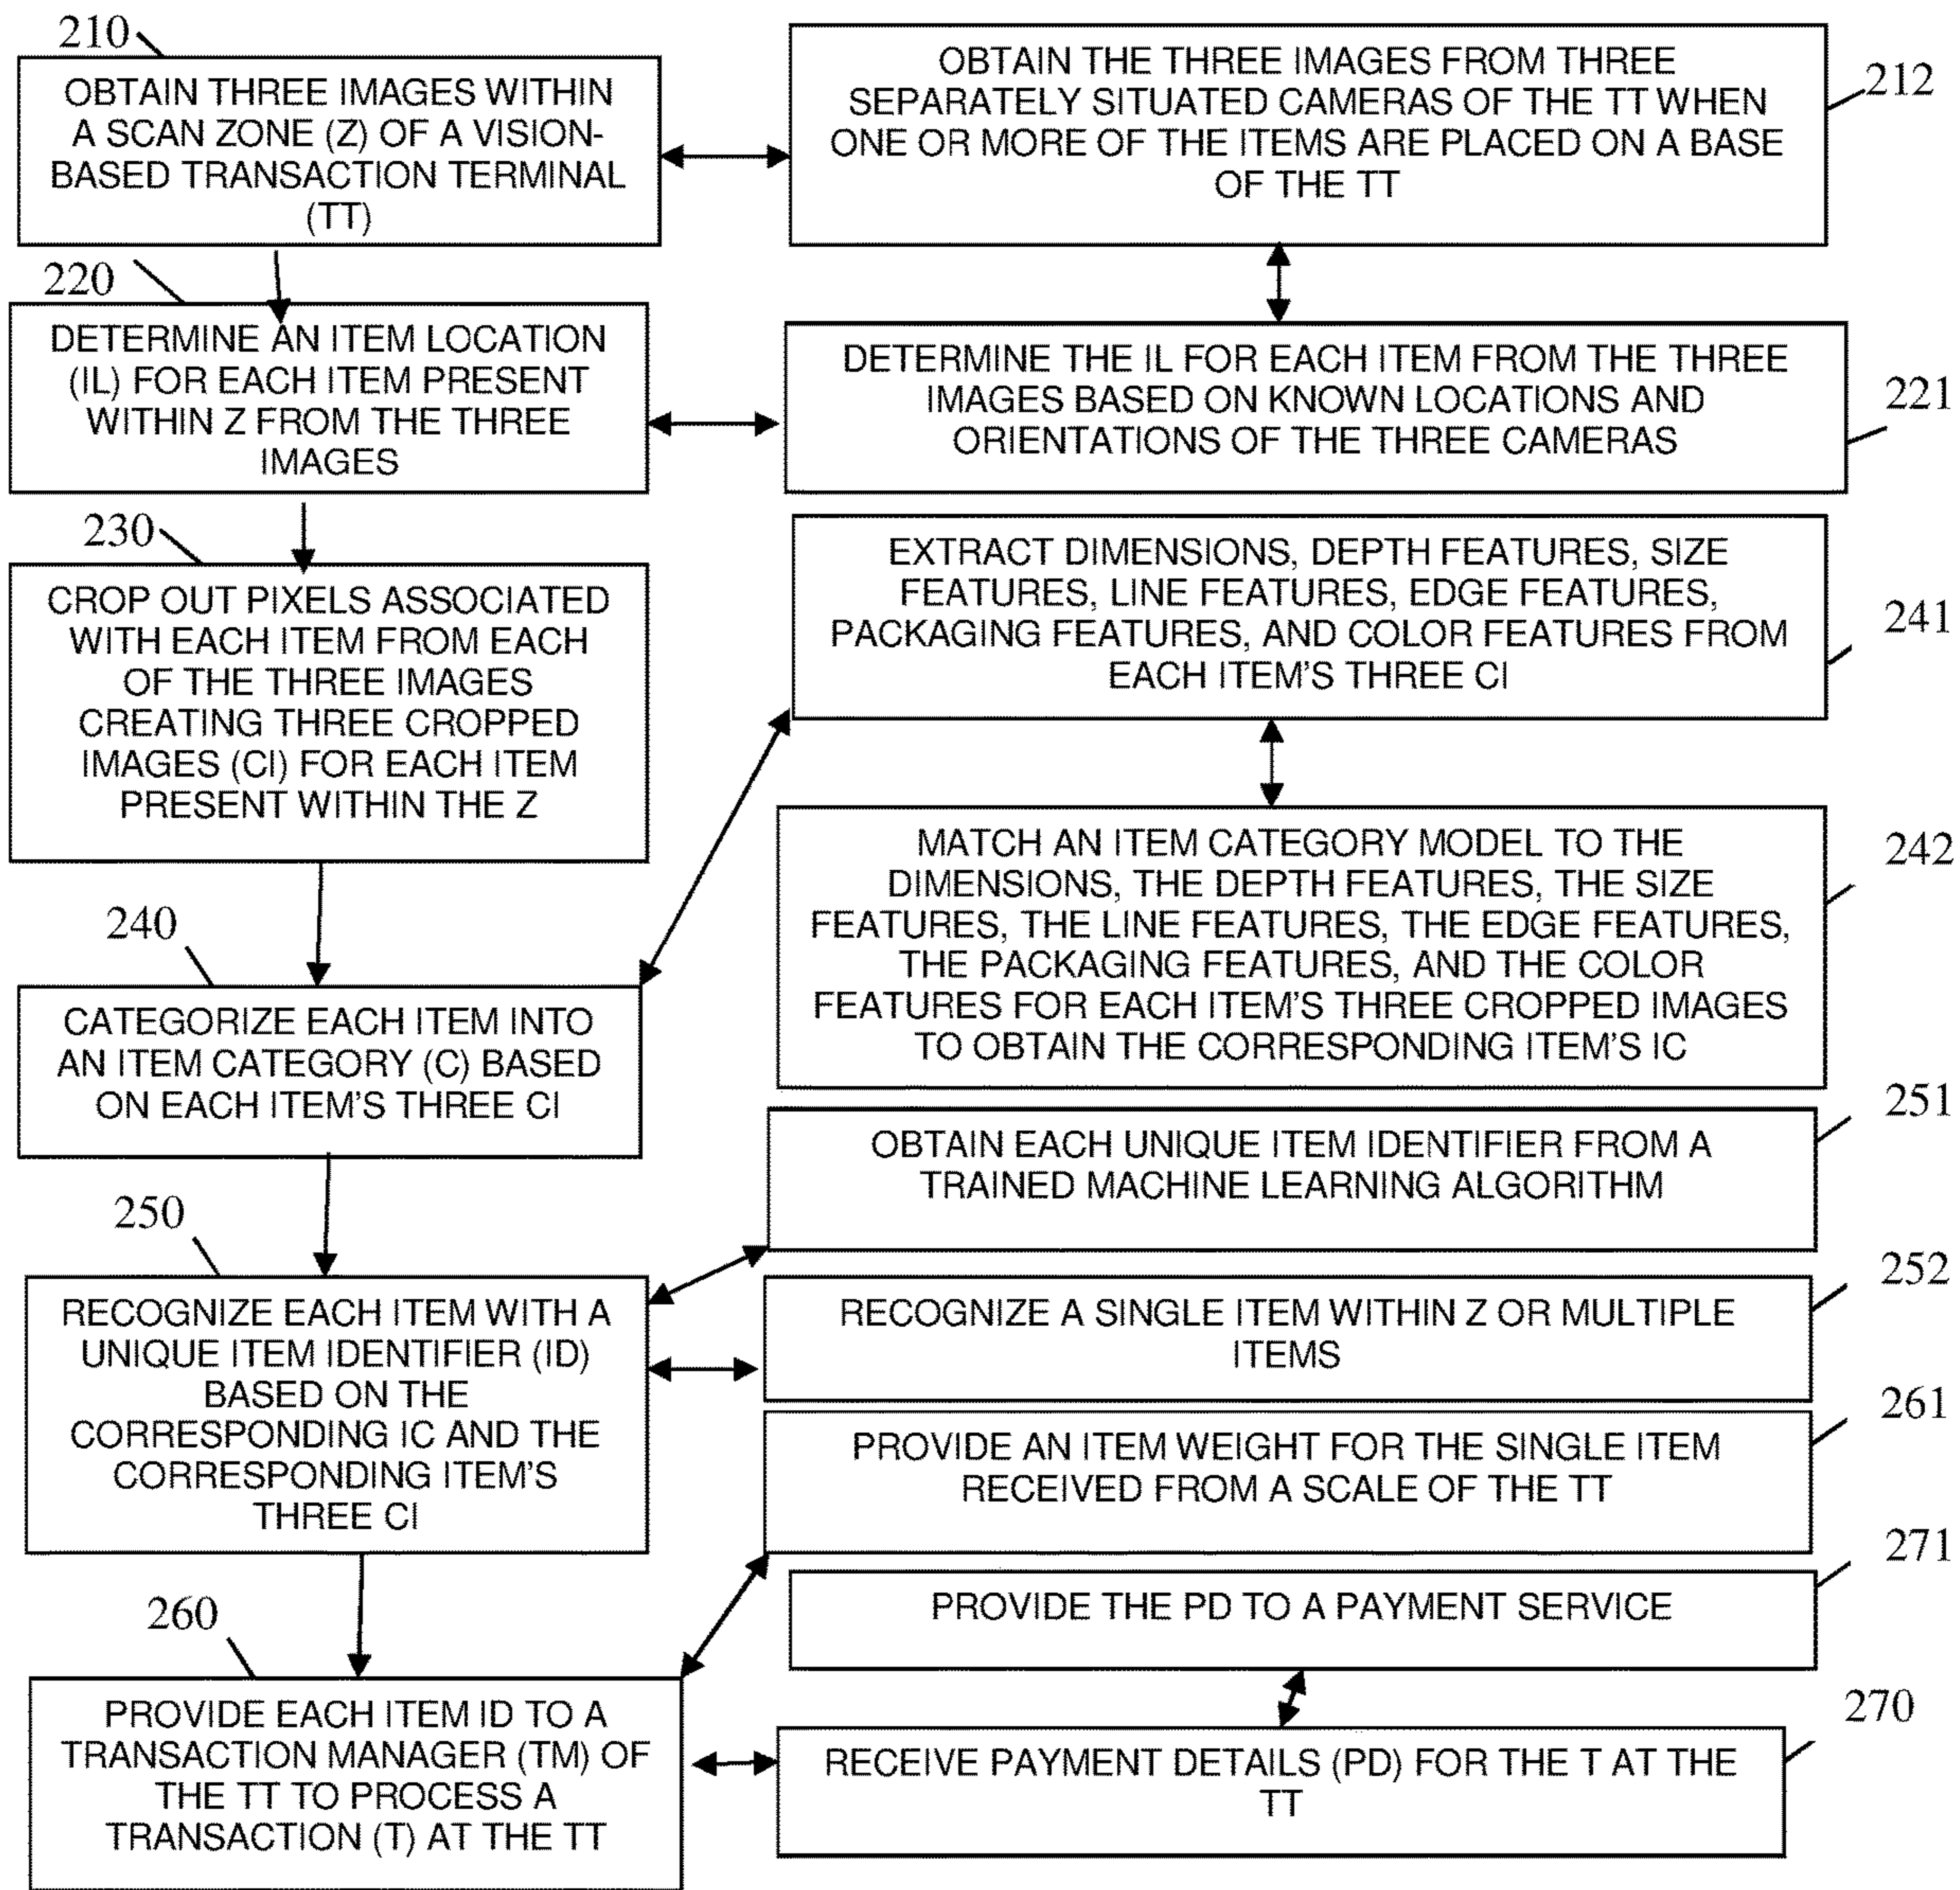 210
OBTAIN THREE IMAGES WITHIN
A SCAN ZONE (Z) OF A VISION-
BASED TRANSACTION TERMINAL
(TT)
OBTAIN THE THREE IMAGES FROM THREE
SEPARATELY SITUATED CAMERAS OF THE TT WHEN
ONE OR MORE OF THE ITEMS ARE PLACED ON A BASE
OF THE TT
212
220
DETERMINE AN ITEM LOCATION
(IL) FOR EACH ITEM PRESENT
WITHIN Z FROM THE THREE
IMAGES
DETERMINE THE IL FOR EACH ITEM FROM THE THREE
IMAGES BASED ON KNOWN LOCATIONS AND
ORIENTATIONS OF THE THREE CAMERAS
221
230
CROP OUT PIXELS ASSOCIATED
WITH EACH ITEM FROM EACH
OF THE THREE IMAGES
CREATING THREE CROPPED
IMAGES (CI) FOR EACH ITEM
PRESENT WITHIN THE Z
EXTRACT DIMENSIONS, DEPTH FEATURES, SIZE
FEATURES, LINE FEATURES, EDGE FEATURES,
PACKAGING FEATURES, AND COLOR FEATURES FROM
EACH ITEM'S THREE CI
241
240
CATEGORIZE EACH ITEM INTO
AN ITEM CATEGORY (C) BASED
ON EACH ITEM'S THREE CI
MATCH AN ITEM CATEGORY MODEL TO THE
DIMENSIONS, THE DEPTH FEATURES, THE SIZE
FEATURES, THE LINE FEATURES, THE EDGE FEATURES,
THE PACKAGING FEATURES, AND THE COLOR
FEATURES FOR EACH ITEM'S THREE CROPPED IMAGES
TO OBTAIN THE CORRESPONDING ITEM'S IC
242
250
RECOGNIZE EACH ITEM WITH A
UNIQUE ITEM IDENTIFIER (ID)
BASED ON THE
CORRESPONDING IC AND THE
CORRESPONDING ITEM'S
THREE CI
OBTAIN EACH UNIQUE ITEM IDENTIFIER FROM A
TRAINED MACHINE LEARNING ALGORITHM
251
RECOGNIZE A SINGLE ITEM WITHIN Z OR MULTIPLE
ITEMS
252
PROVIDE AN ITEM WEIGHT FOR THE SINGLE ITEM
RECEIVED FROM A SCALE OF THE TT
261
260
PROVIDE EACH ITEM ID TO A
TRANSACTION MANAGER (TM) OF
THE TT TO PROCESS A
TRANSACTION (T) AT THE TT
PROVIDE THE PD TO A PAYMENT SERVICE
271
RECEIVE PAYMENT DETAILS (PD) FOR THE T AT THE
TT
270